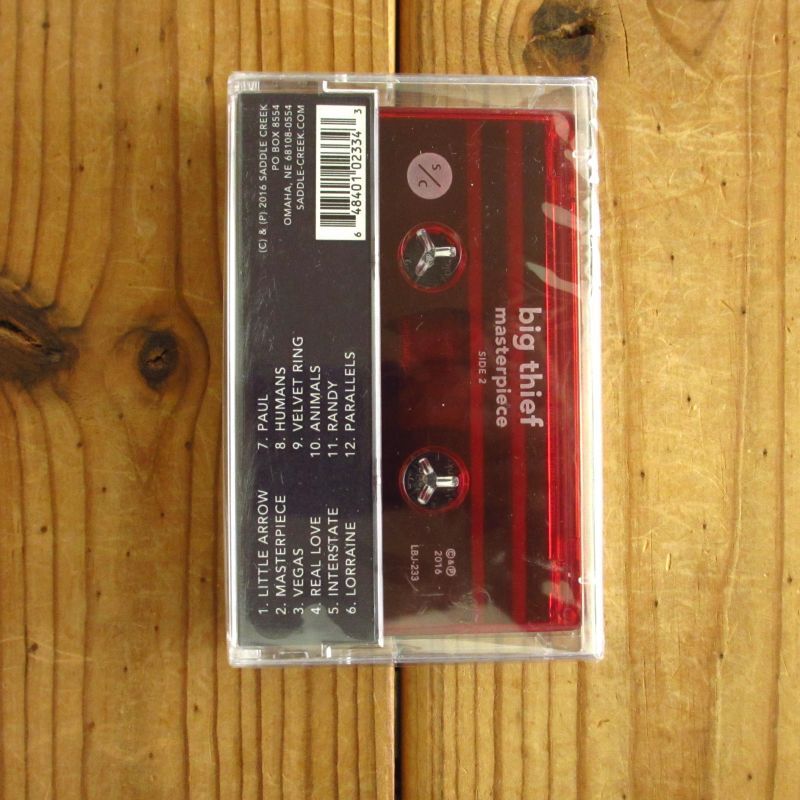 1. LITTLE ARROW
2. MASTERPIECE
3. VEGAS
4. REAL LOVE
5. INTERSTATE
6. LORRAINE
7. PAUL
8. HUMANS
9. VELVET RING
10. ANIMALS
11. RANDY
12. PARALLELS
(C) & (P) 2016 SADDLE CREEK
PO BOX 8554
OMAHA, NE 68108-0554
SADDLE-CREEK.COM
6 48401 02334 3
S/C
big thief
masterpiece
SIDE 2
©&℗
2016
LBJ-233